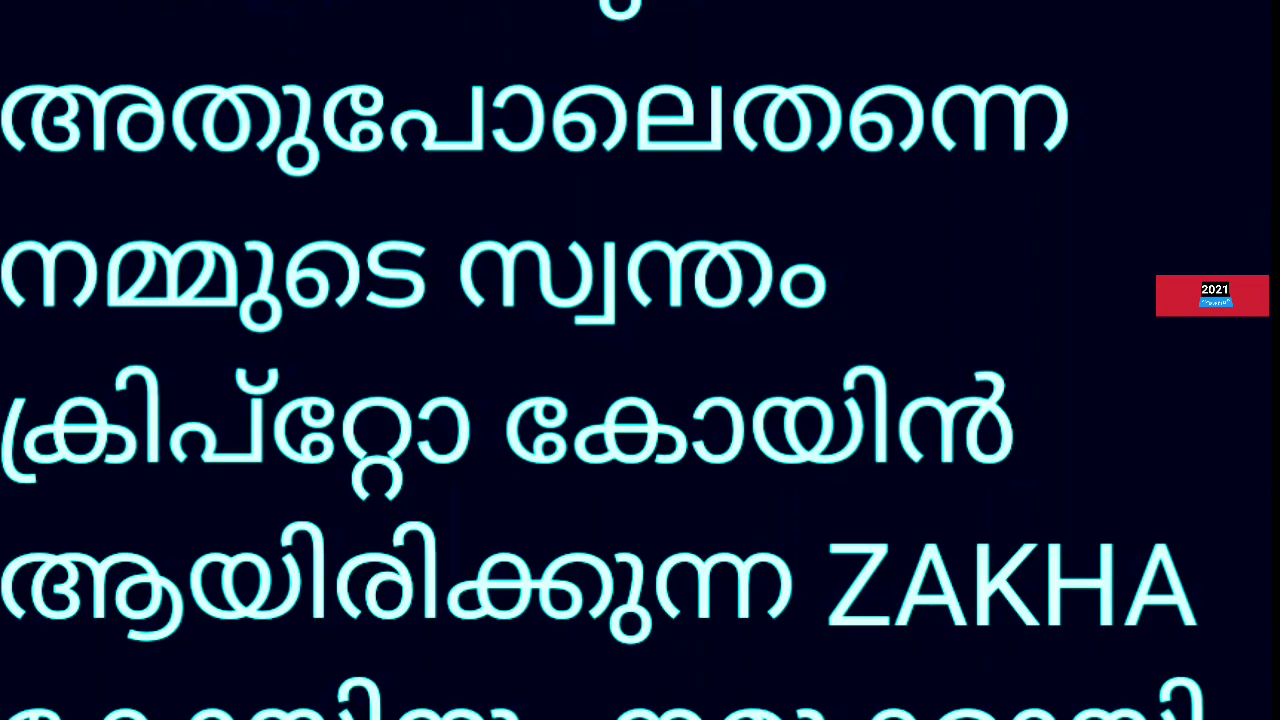 അതുപോലെതന്നെ
നമ്മുടെ സ്വന്തം
2021
ക്രിപ്റ്റോ കോയിൻ
ആയിരിക്കുന്ന ZAKHA